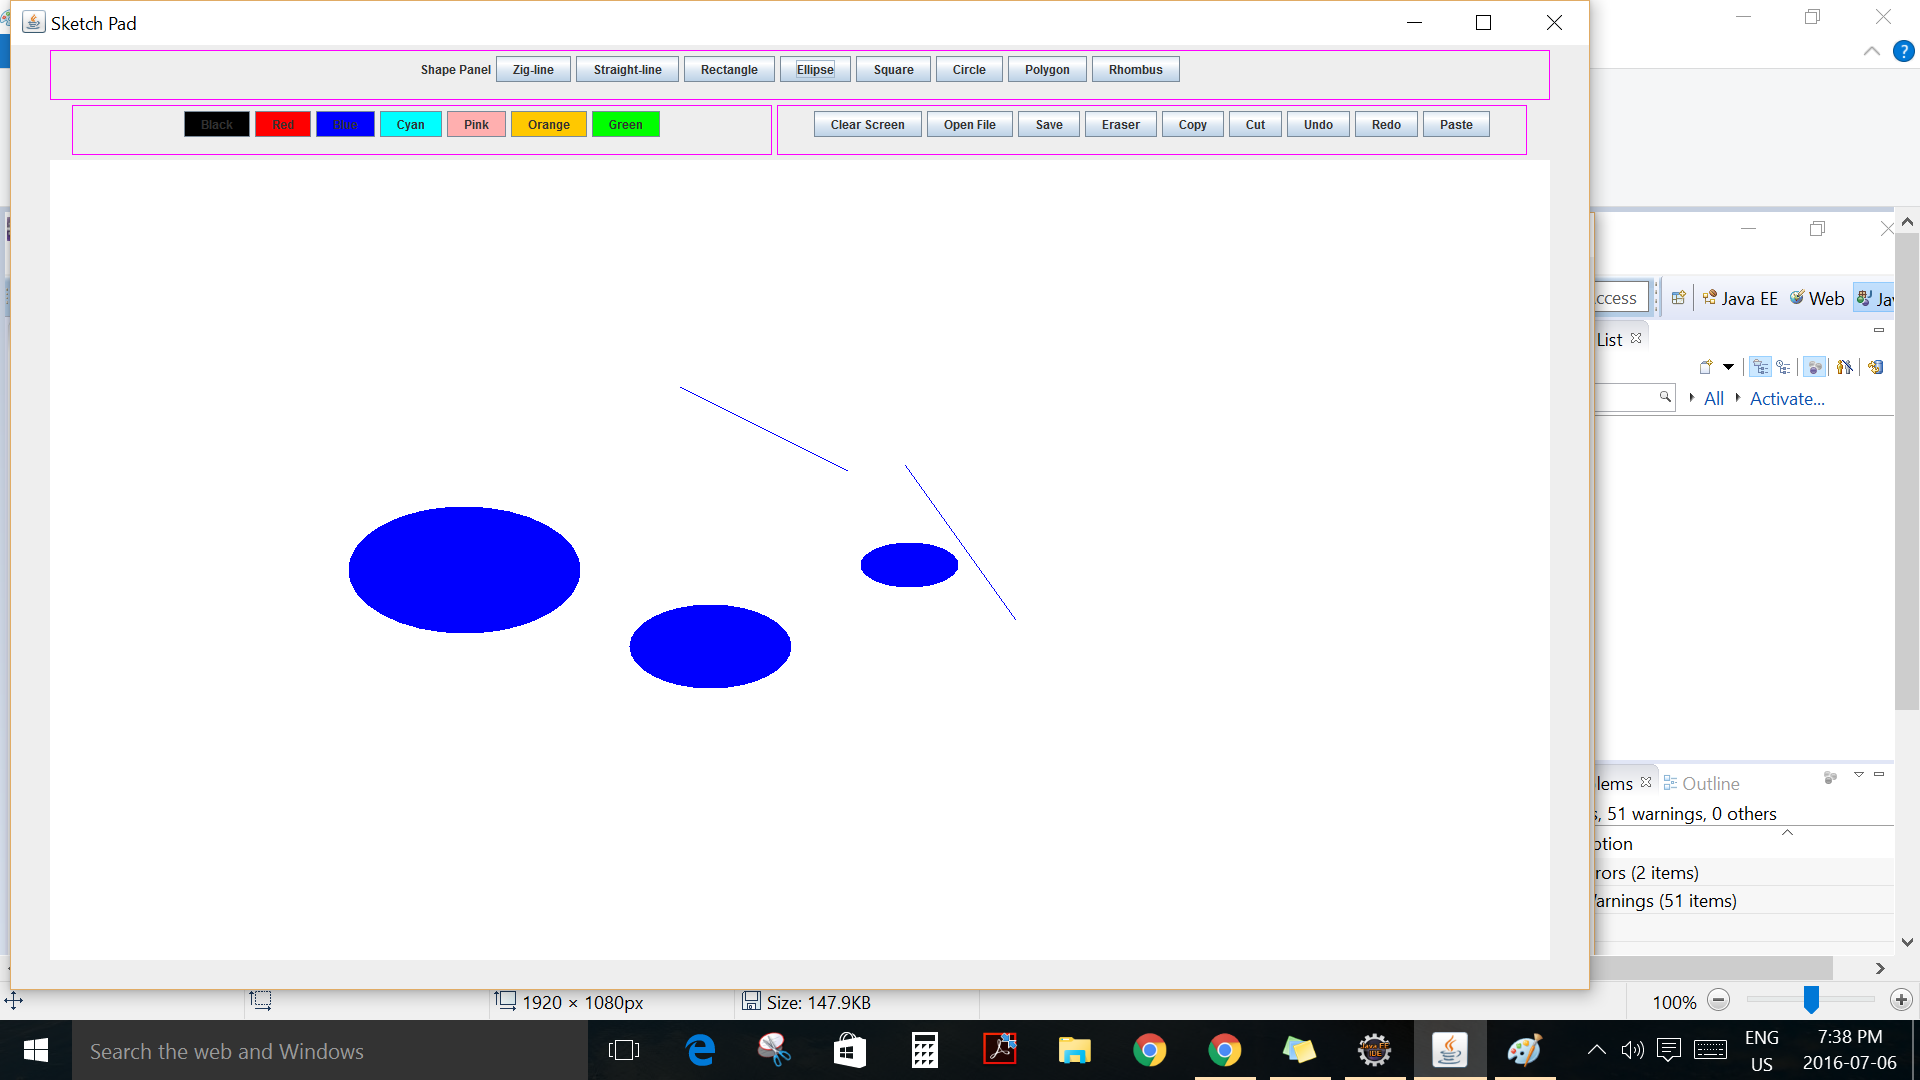 Sketch Pad
Shape Panel Zig-line Straight-line Rectangle Ellipse Square Circle Polygon Rhombus
Black Red Blue Cyan Pink Orange Green
Clear Screen Open File Save Eraser Copy Cut Undo Redo Paste
?
ccess Java EE Web Ja
List
All Activate...
lems Outline
, 51 warnings, 0 others
ption
rors (2 items)
arnings (51 items)
1920 × 1080px Size: 147.9KB 100%
Search the web and Windows
ENG
US
7:38 PM
2016-07-06